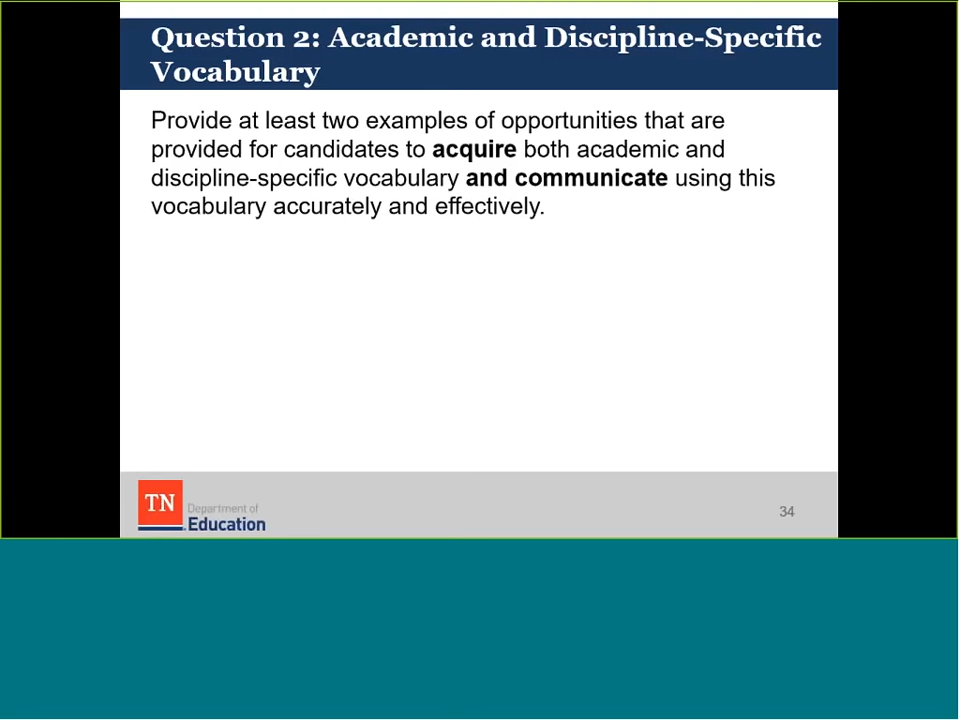 Question 2: Academic and Discipline-Specific
Vocabulary
Provide at least two examples of opportunities that are
provided for candidates to acquire both academic and
discipline-specific vocabulary and communicate using this
vocabulary accurately and effectively.
TN
Department of
Education
34